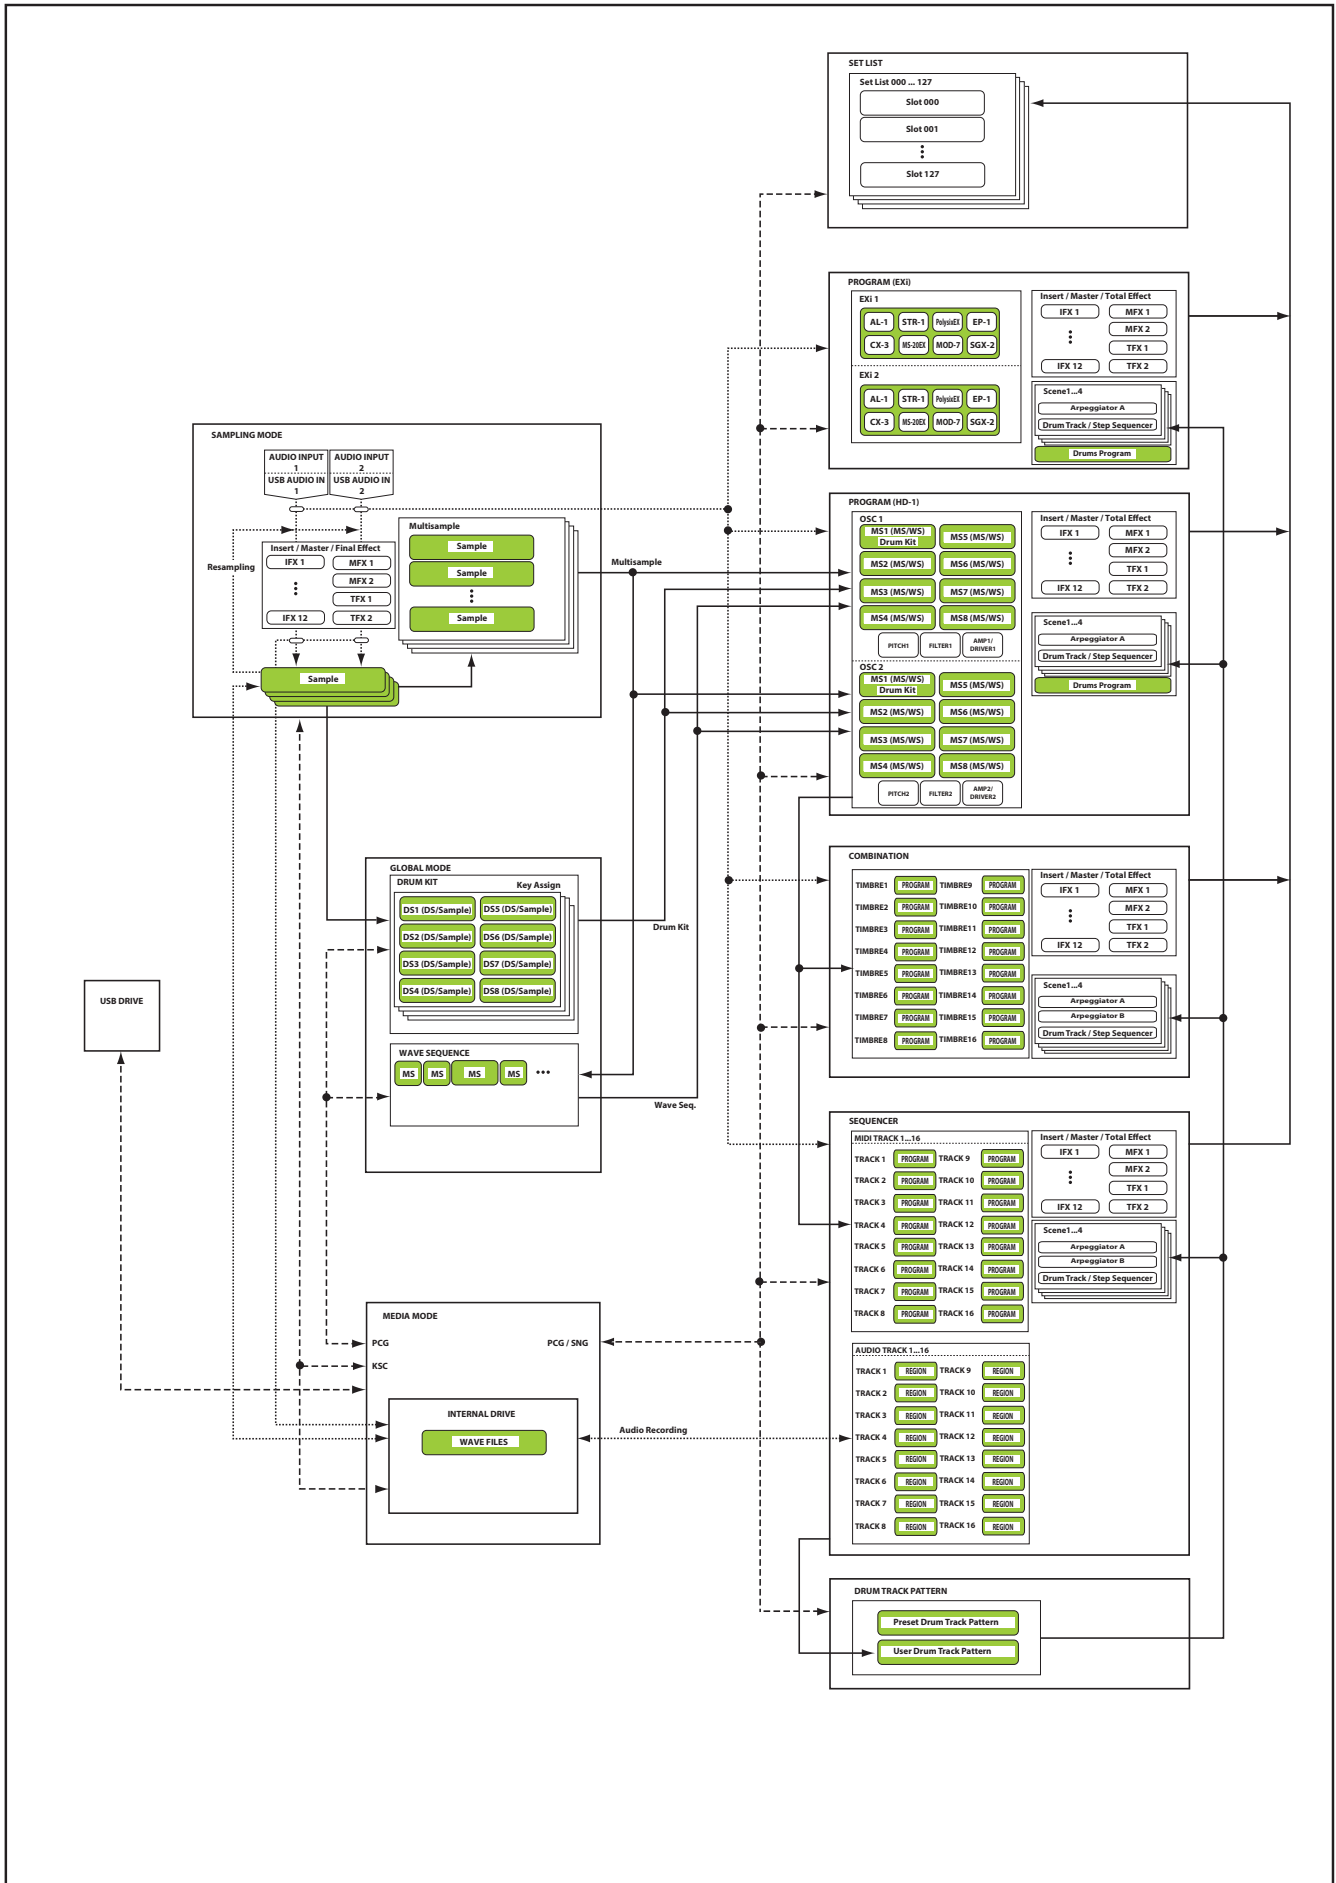 SET LIST
Set List 000 ... 127
Slot 000
Slot 001
Slot 127
PROGRAM (EXi)
EXi 1
AL-1 STR-1 PolysixEX EP-1
CX-3 MS-20EX MOD-7 SGX-2
EXi 2
AL-1 STR-1 PolysixEX EP-1
CX-3 MS-20EX MOD-7 SGX-2
Insert / Master / Total Effect
IFX 1 MFX 1
MFX 2
TFX 1
IFX 12 TFX 2
Scene1...4
Arpeggiator A
Drum Track / Step Sequencer
Drums Program
SAMPLING MODE
AUDIO INPUT 1
AUDIO INPUT 2
USB AUDIO IN 1
USB AUDIO IN 2
Resampling
Insert / Master / Final Effect
IFX 1 MFX 1
MFX 2
TFX 1
IFX 12 TFX 2
Sample
Multisample
Sample
Sample
Sample
Multisample
PROGRAM (HD-1)
OSC 1
MS1 (MS/WS)
Drum Kit
MS5 (MS/WS)
MS2 (MS/WS) MS6 (MS/WS)
MS3 (MS/WS) MS7 (MS/WS)
MS4 (MS/WS) MS8 (MS/WS)
PITCH1 FILTER1 AMP1/
DRIVER1
OSC 2
MS1 (MS/WS)
Drum Kit
MS5 (MS/WS)
MS2 (MS/WS) MS6 (MS/WS)
MS3 (MS/WS) MS7 (MS/WS)
MS4 (MS/WS) MS8 (MS/WS)
PITCH2 FILTER2 AMP2/
DRIVER2
Insert / Master / Total Effect
IFX 1 MFX 1
MFX 2
TFX 1
IFX 12 TFX 2
Scene1...4
Arpeggiator A
Drum Track / Step Sequencer
Drums Program
GLOBAL MODE
DRUM KIT Key Assign
DS1 (DS/Sample) DS5 (DS/Sample)
DS2 (DS/Sample) DS6 (DS/Sample)
DS3 (DS/Sample) DS7 (DS/Sample)
DS4 (DS/Sample) DS8 (DS/Sample)
Drum Kit
WAVE SEQUENCE
MS MS MS MS
Wave Seq.
COMBINATION
TIMBRE1 PROGRAM TIMBRE9 PROGRAM
TIMBRE2 PROGRAM TIMBRE10 PROGRAM
TIMBRE3 PROGRAM TIMBRE11 PROGRAM
TIMBRE4 PROGRAM TIMBRE12 PROGRAM
TIMBRE5 PROGRAM TIMBRE13 PROGRAM
TIMBRE6 PROGRAM TIMBRE14 PROGRAM
TIMBRE7 PROGRAM TIMBRE15 PROGRAM
TIMBRE8 PROGRAM TIMBRE16 PROGRAM
Insert / Master / Total Effect
IFX 1 MFX 1
MFX 2
TFX 1
IFX 12 TFX 2
Scene1...4
Arpeggiator A
Arpeggiator B
Drum Track / Step Sequencer
USB DRIVE
SEQUENCER
MIDI TRACK 1...16
TRACK 1 PROGRAM TRACK 9 PROGRAM
TRACK 2 PROGRAM TRACK 10 PROGRAM
TRACK 3 PROGRAM TRACK 11 PROGRAM
TRACK 4 PROGRAM TRACK 12 PROGRAM
TRACK 5 PROGRAM TRACK 13 PROGRAM
TRACK 6 PROGRAM TRACK 14 PROGRAM
TRACK 7 PROGRAM TRACK 15 PROGRAM
TRACK 8 PROGRAM TRACK 16 PROGRAM
AUDIO TRACK 1...16
TRACK 1 REGION TRACK 9 REGION
TRACK 2 REGION TRACK 10 REGION
TRACK 3 REGION TRACK 11 REGION
TRACK 4 REGION TRACK 12 REGION
TRACK 5 REGION TRACK 13 REGION
TRACK 6 REGION TRACK 14 REGION
TRACK 7 REGION TRACK 15 REGION
TRACK 8 REGION TRACK 16 REGION
Insert / Master / Total Effect
IFX 1 MFX 1
MFX 2
TFX 1
IFX 12 TFX 2
Scene1...4
Arpeggiator A
Arpeggiator B
Drum Track / Step Sequencer
MEDIA MODE
PCG PCG / SNG
KSC
INTERNAL DRIVE
WAVE FILES
Audio Recording
DRUM TRACK PATTERN
Preset Drum Track Pattern
User Drum Track Pattern